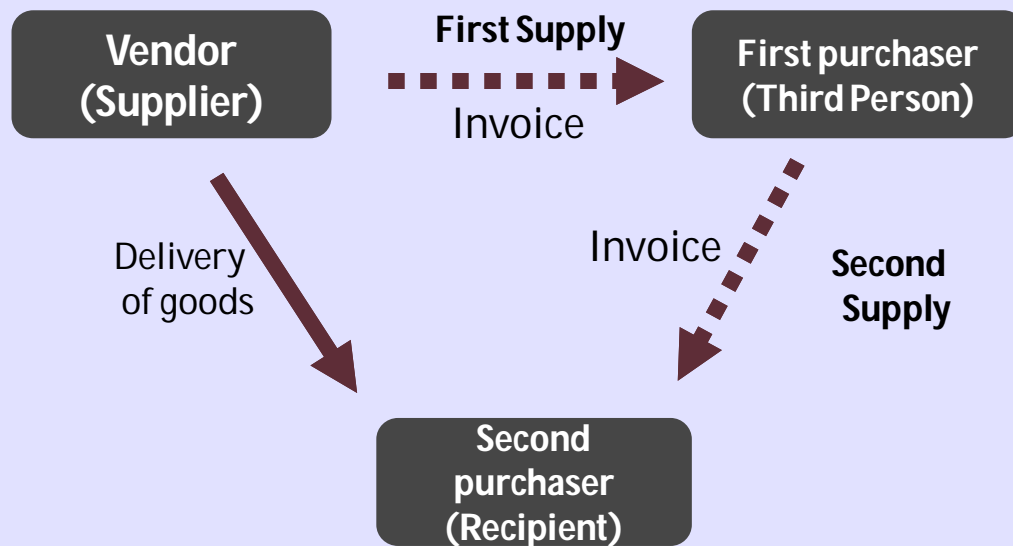 Vendor
(Supplier)
First Supply
Invoice
First purchaser
(Third Person)
Delivery
of goods
Invoice
Second
Supply
Second
purchaser
(Recipient)